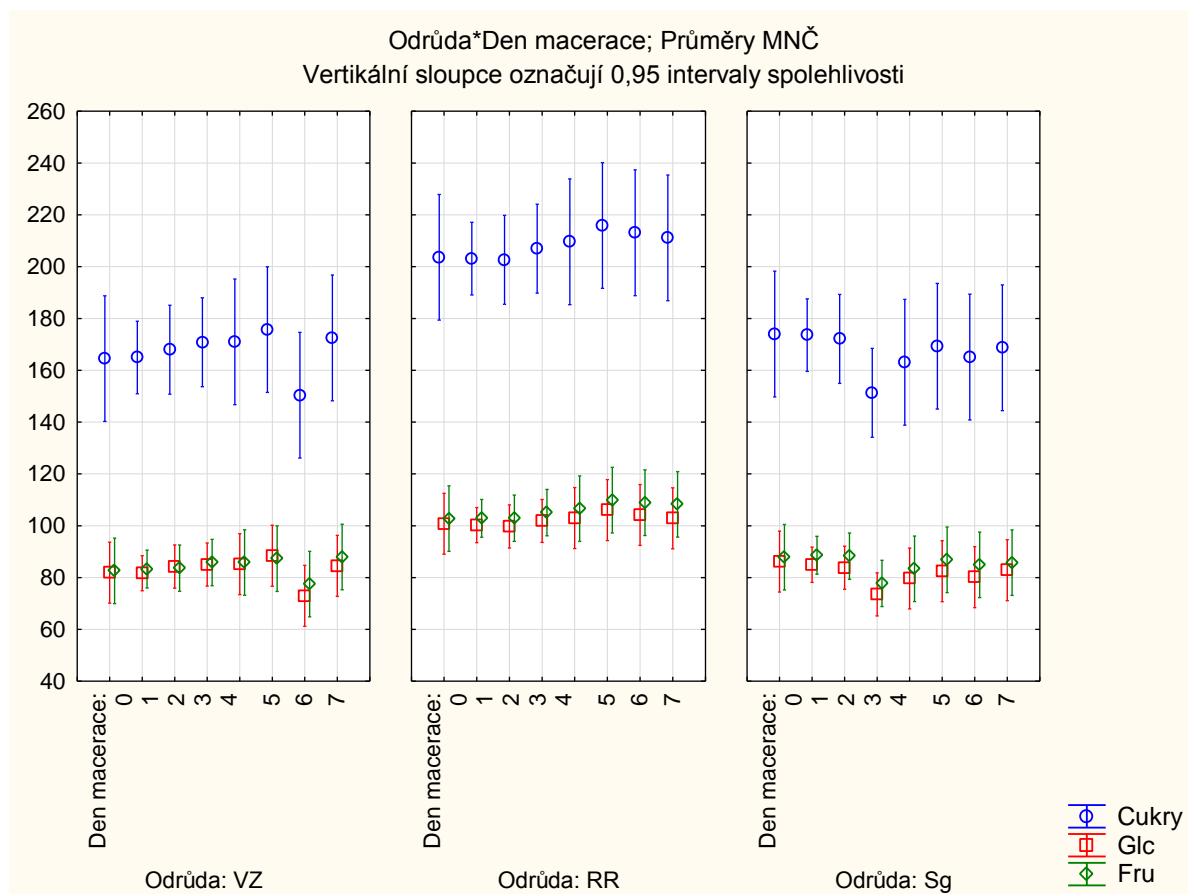 Odrůda*Den macerace; Průměry MNČ
Vertikální sloupce označují 0,95 intervaly spolehlivosti
260
240
220
200
180
160
140
120
100
80
60
40
Den macerace: 0 1 2 3 4 5 6 7
Den macerace: 0 1 2 3 4 5 6 7
Den macerace: 0 1 2 3 4 5 6 7
Odrůda: VZ
Odrůda: RR
Odrůda: Sg
Cukry
Glc
Fru